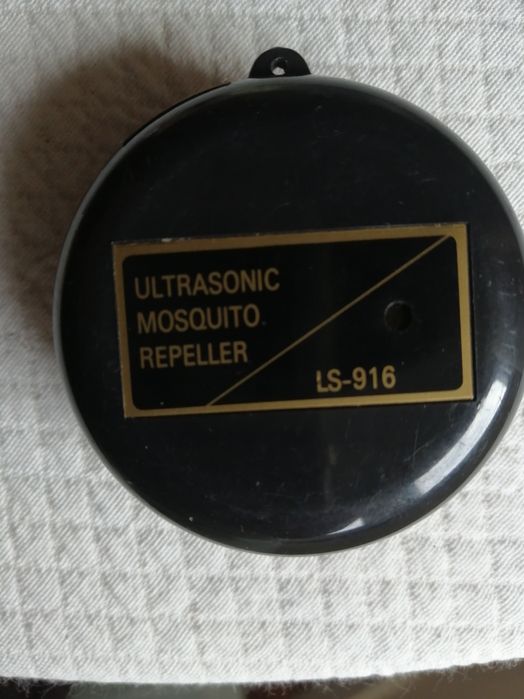 ULTRASONIC
MOSQUITO
REPELLER
LS-916